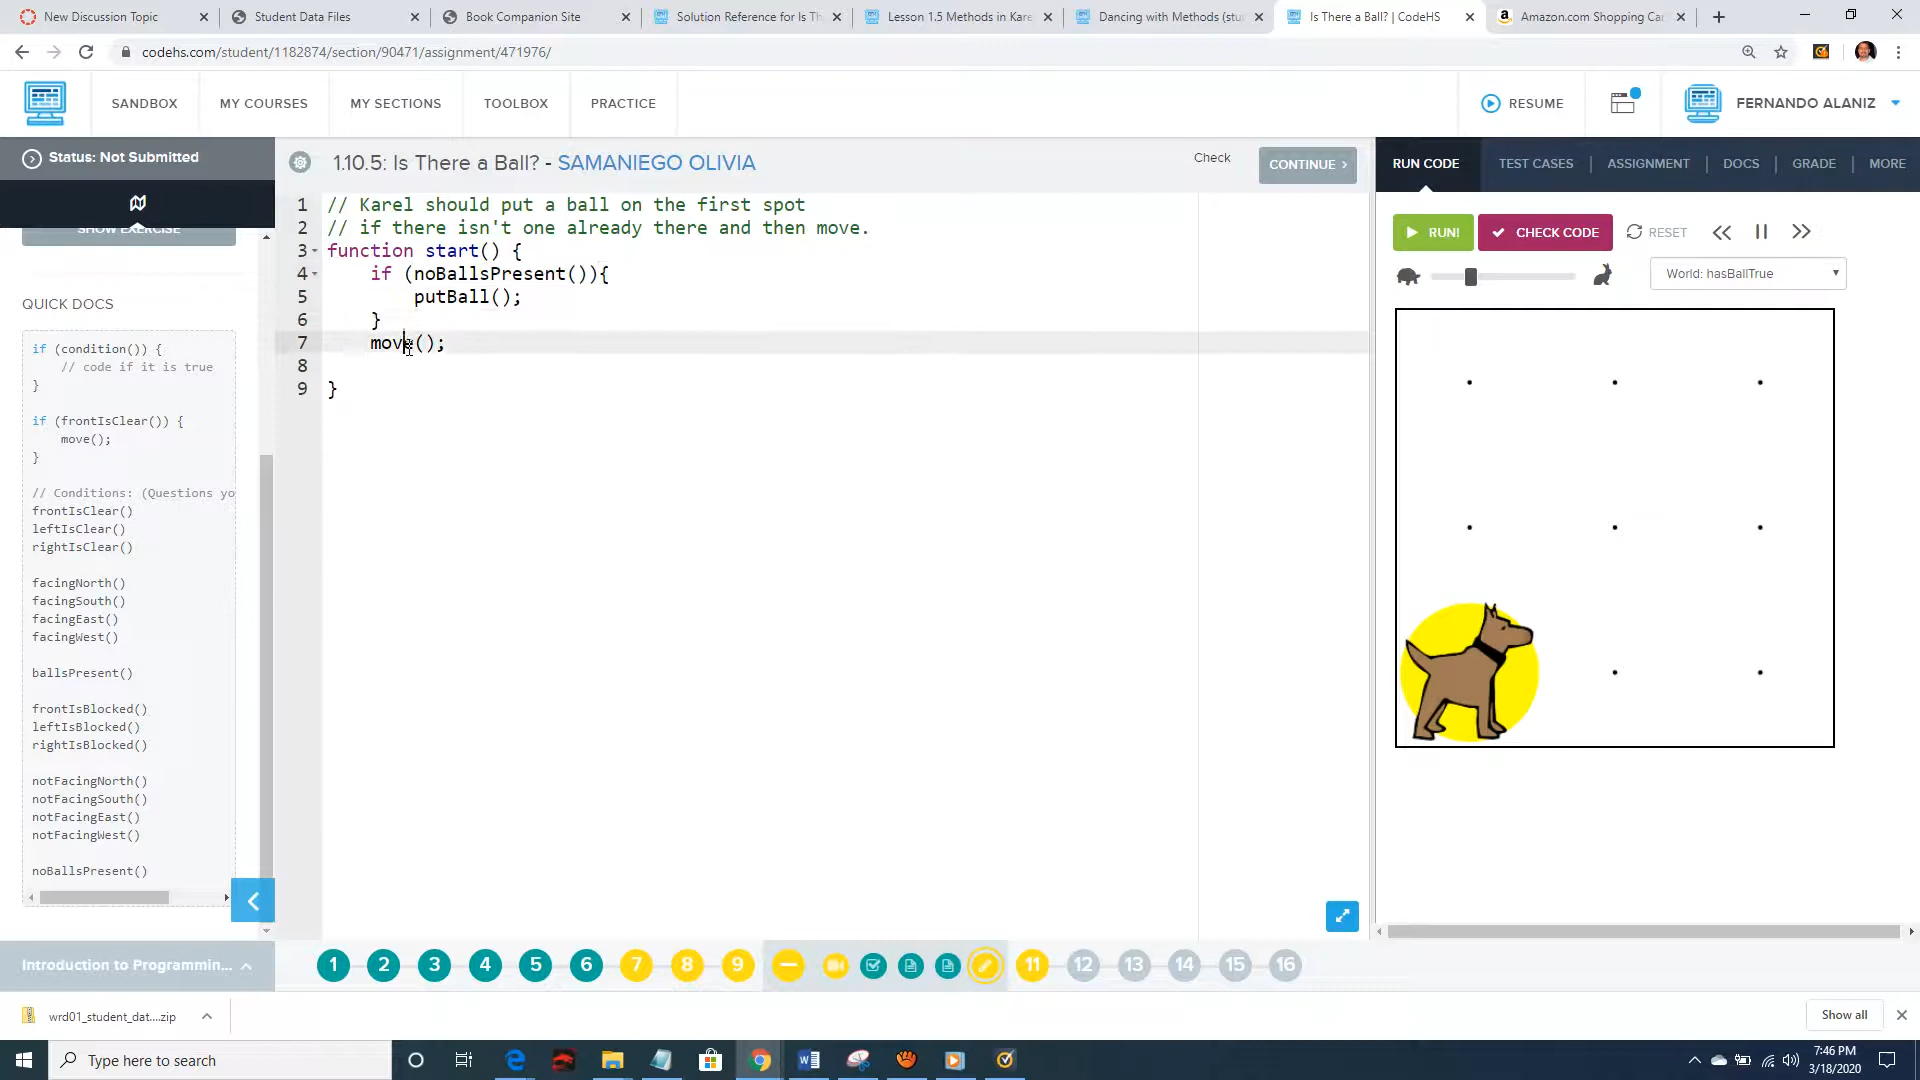 New Discussion Topic
Student Data Files
Book Companion Site
Solution Reference for Is Th
Lesson 1.5 Methods in Kare
Dancing with Methods (stu
Is There a Ball? | CodeHS
Amazon.com Shopping Car
codehs.com/student/1182874/section/90471/assignment/471976/
SANDBOX
MY COURSES
MY SECTIONS
TOOLBOX
PRACTICE
RESUME
FERNANDO ALANIZ
Status: Not Submitted
1.10.5: Is There a Ball? - SAMANIEGO OLIVIA
Check
CONTINUE
RUN CODE
TEST CASES
ASSIGNMENT
DOCS
GRADE
MORE
SHOW EXERCISE
QUICK DOCS
if (condition()) {
// code if it is true
}
if (frontIsClear()) {
move();
}
// Conditions: (Questions yo
frontIsClear()
leftIsClear()
rightIsClear()
facingNorth()
facingSouth()
facingEast()
facingWest()
ballsPresent()
frontIsBlocked()
leftIsBlocked()
rightIsBlocked()
notFacingNorth()
notFacingSouth()
notFacingEast()
notFacingWest()
noBallsPresent()
1 // Karel should put a ball on the first spot
2 // if there isn't one already there and then move.
3 function start() {
4 if (noBallsPresent()){
5 putBall();
6 }
7 move();
8
9 }
RUN!
CHECK CODE
RESET
World: hasBallTrue
Introduction to Programmin...
1 2 3 4 5 6 7 8 9 11 12 13 14 15 16
wrd01_student_dat....zip
Show all
Type here to search
7:46 PM
3/18/2020